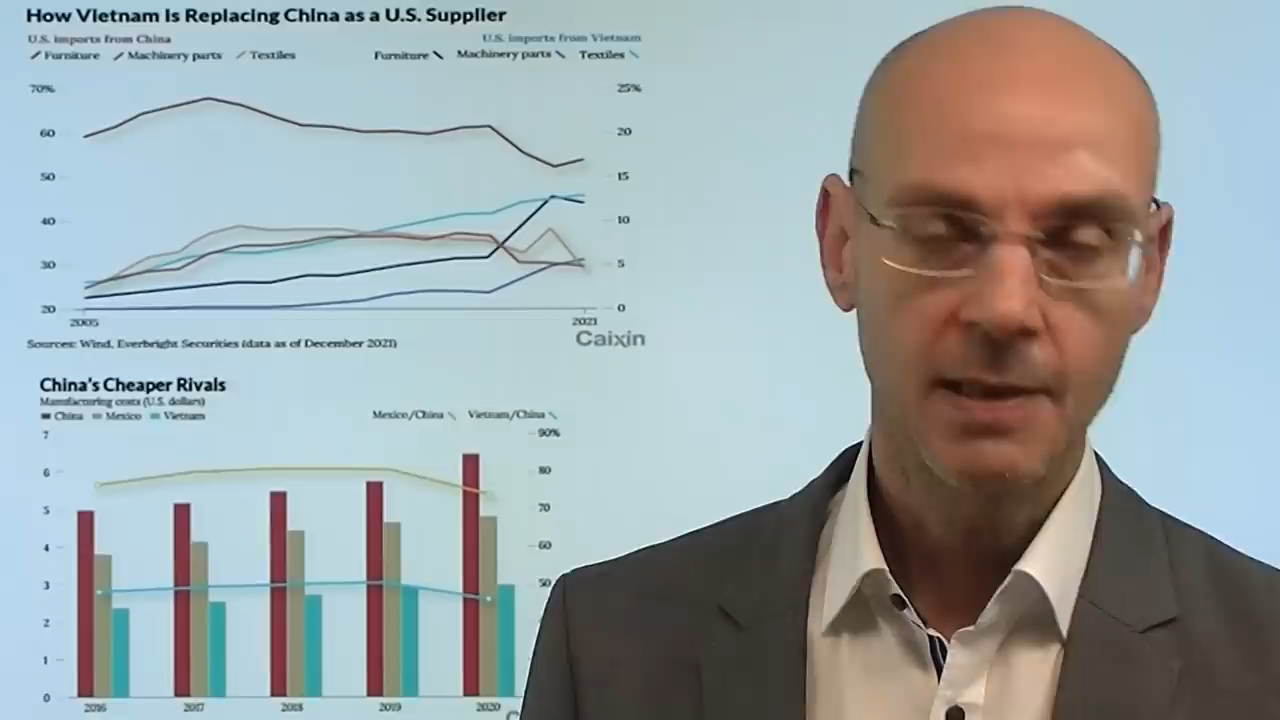 How Vietnam Is Replacing China as a U.S. Supplier
U.S. imports from China U.S. imports from Vietnam
Furniture Machinery parts Textiles Furniture Machinery parts Textiles
70% 25%
60 20
50 15
40 10
30 5
20 0
2005 2021
Sources: Wind, Everbright Securities (data as of December 2021)
Caixin
China's Cheaper Rivals
Manufacturing costs (U.S. dollars)
China Mexico Vietnam Mexico/China Vietnam/China
7 90%
6 80
5 70
4 60
3 50
2
1
0
2016 2017 2018 2019 2020